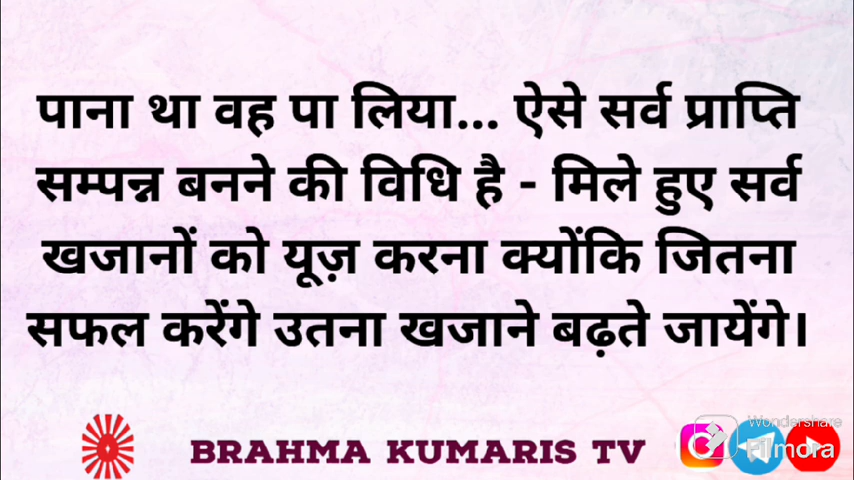 पाना था वह पा लिया... ऐसे सर्व प्राप्ति
सम्पन्न बनने की विधि है - मिले हुए सर्व
खजानों को यूज़ करना क्योंकि जितना
सफल करेंगे उतना खजाने बढ़ते जायेंगे।
BRAHMA KUMARIS TV
Wondershare
Filmora